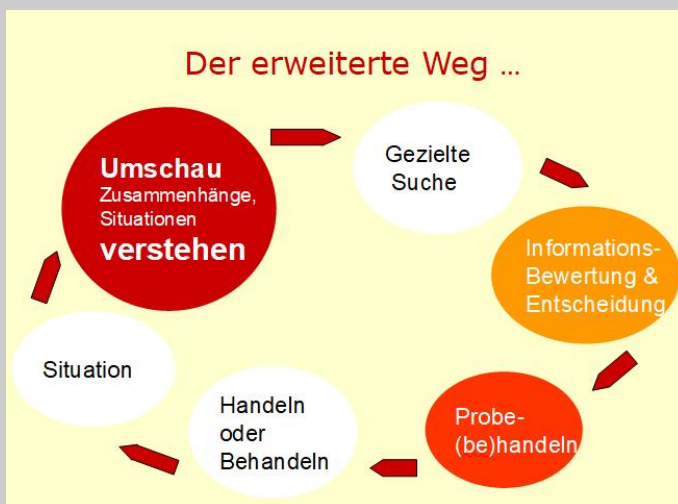 Der erweiterte Weg ...
Umschau
Zusammenhänge,
Situationen
verstehen
Gezielte
Suche
Informations-
Bewertung &
Entscheidung
Probe-
(be)handeln
Handeln
oder
Behandeln
Situation